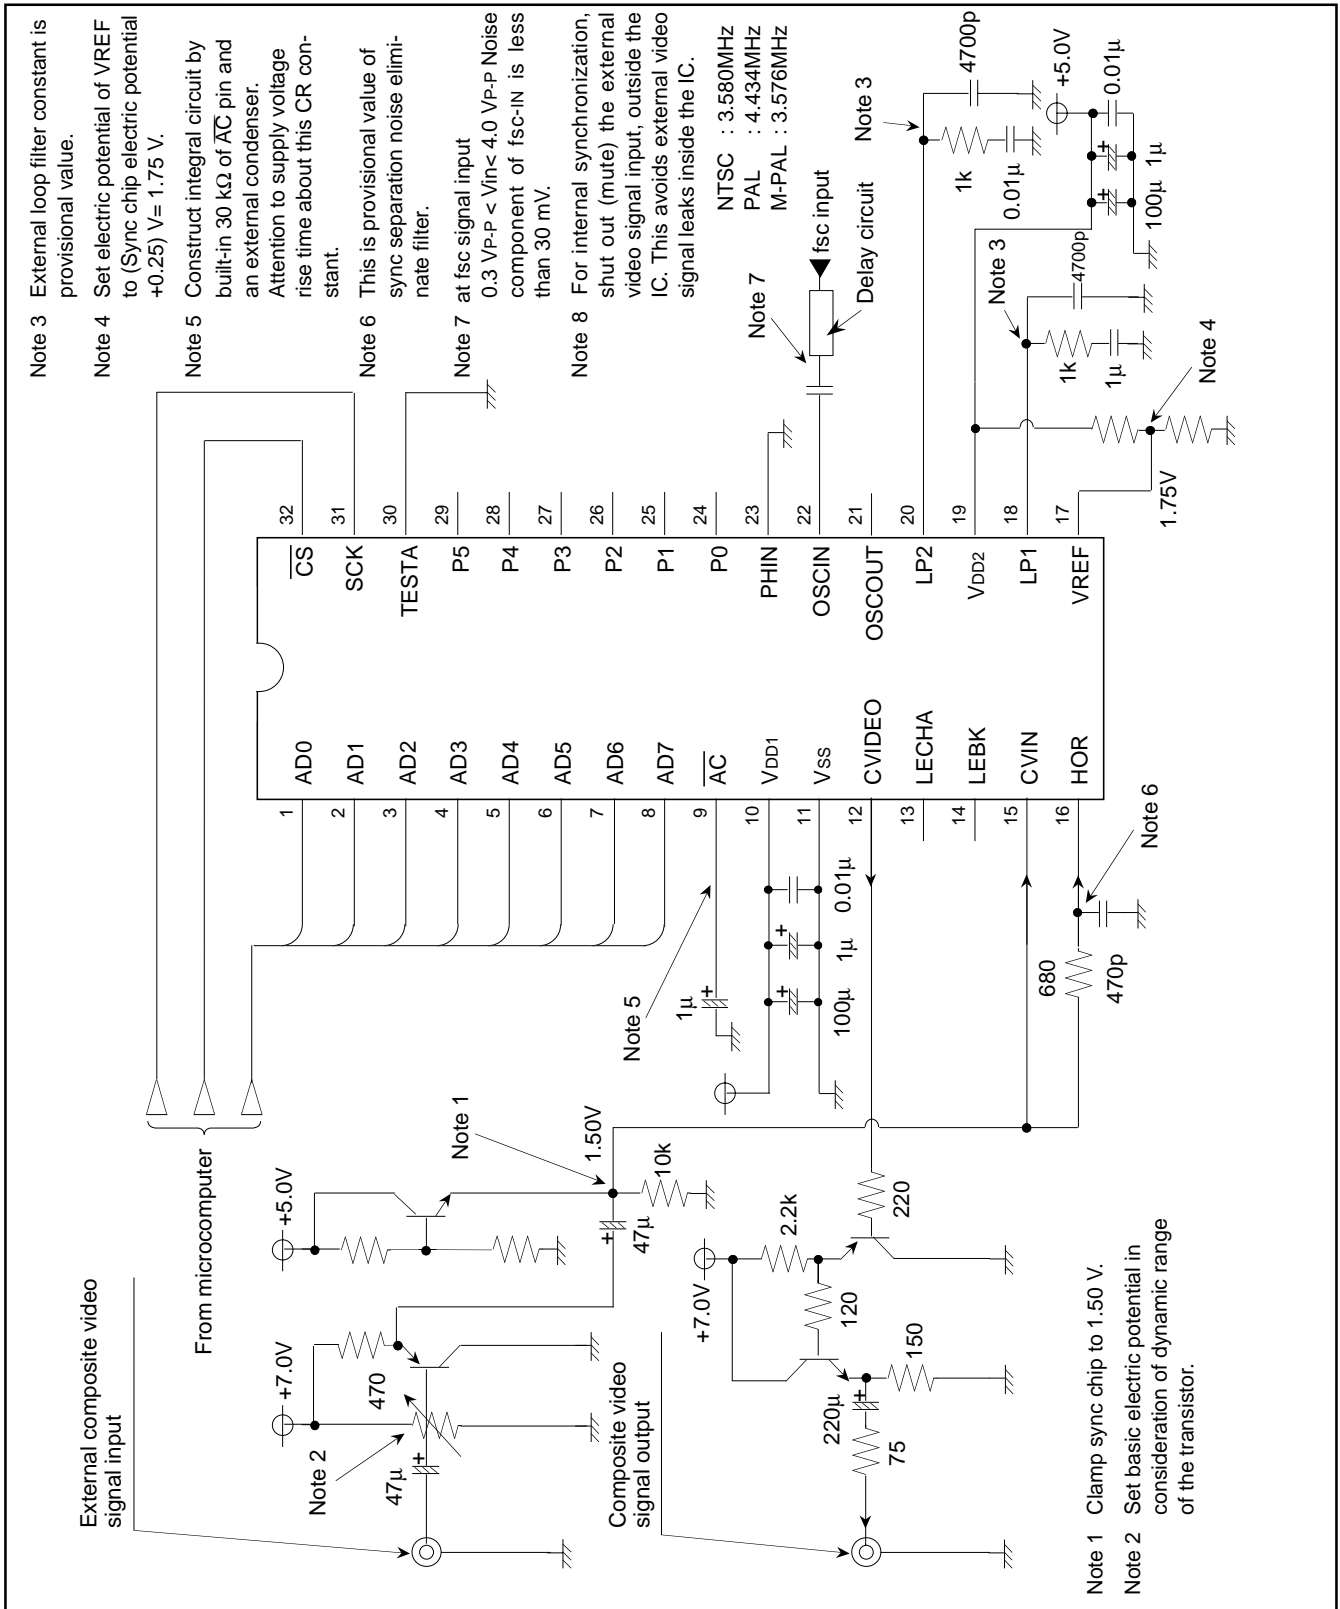 External composite video
signal input
Note 2
47µ
+
+7.0V
470
+5.0V
+
47µ
Note 1
1.50V
10k
From microcomputer
Composite video
signal output
75
220µ
+
150
+7.0V
120
2.2k
220
Note 5
1µ
+
100µ
+
1µ
+
0.01µ
680
470p
Note 6
1
2
3
4
5
6
7
8
9
10
11
12
13
14
15
16
AD0
AD1
AD2
AD3
AD4
AD5
AD6
AD7
AC
VDD1
VSS
CVIDEO
LECHA
LEBK
CVIN
HOR
CS
SCK
TESTA
P5
P4
P3
P2
P1
P0
PHIN
OSCIN
OSCOUT
LP2
VDD2
LP1
VREF
32
31
30
29
28
27
26
25
24
23
22
21
20
19
18
17
1.75V
Note 4
Note 7
fsc input
Delay circuit
NTSC : 3.580MHz
PAL : 4.434MHz
M-PAL : 3.576MHz
Note 3
4700p
1k
0.01µ
+5.0V
0.01µ
+
1µ
+
100µ
Note 3
4700p
1k
1µ
Note 1 Clamp sync chip to 1.50 V.
Note 2 Set basic electric potential in
consideration of dynamic range
of the transistor.
Note 3 External loop filter constant is
provisional value.
Note 4 Set electric potential of VREF
to (Sync chip electric potential
+0.25) V= 1.75 V.
Note 5 Construct integral circuit by
built-in 30 kΩ of AC pin and
an external condenser.
Attention to supply voltage
rise time about this CR con-
stant.
Note 6 This is provisional value of
sync separation noise elimi-
nate filter.
Note 7 at fsc signal input
0.3 VP-P < Vin< 4.0 VP-P Noise
component of fsc-IN is less
than 30 mV.
Note 8 For internal synchronization,
shut out (mute) the external
video signal input, outside the
IC. This avoids external video
signal leaks inside the IC.